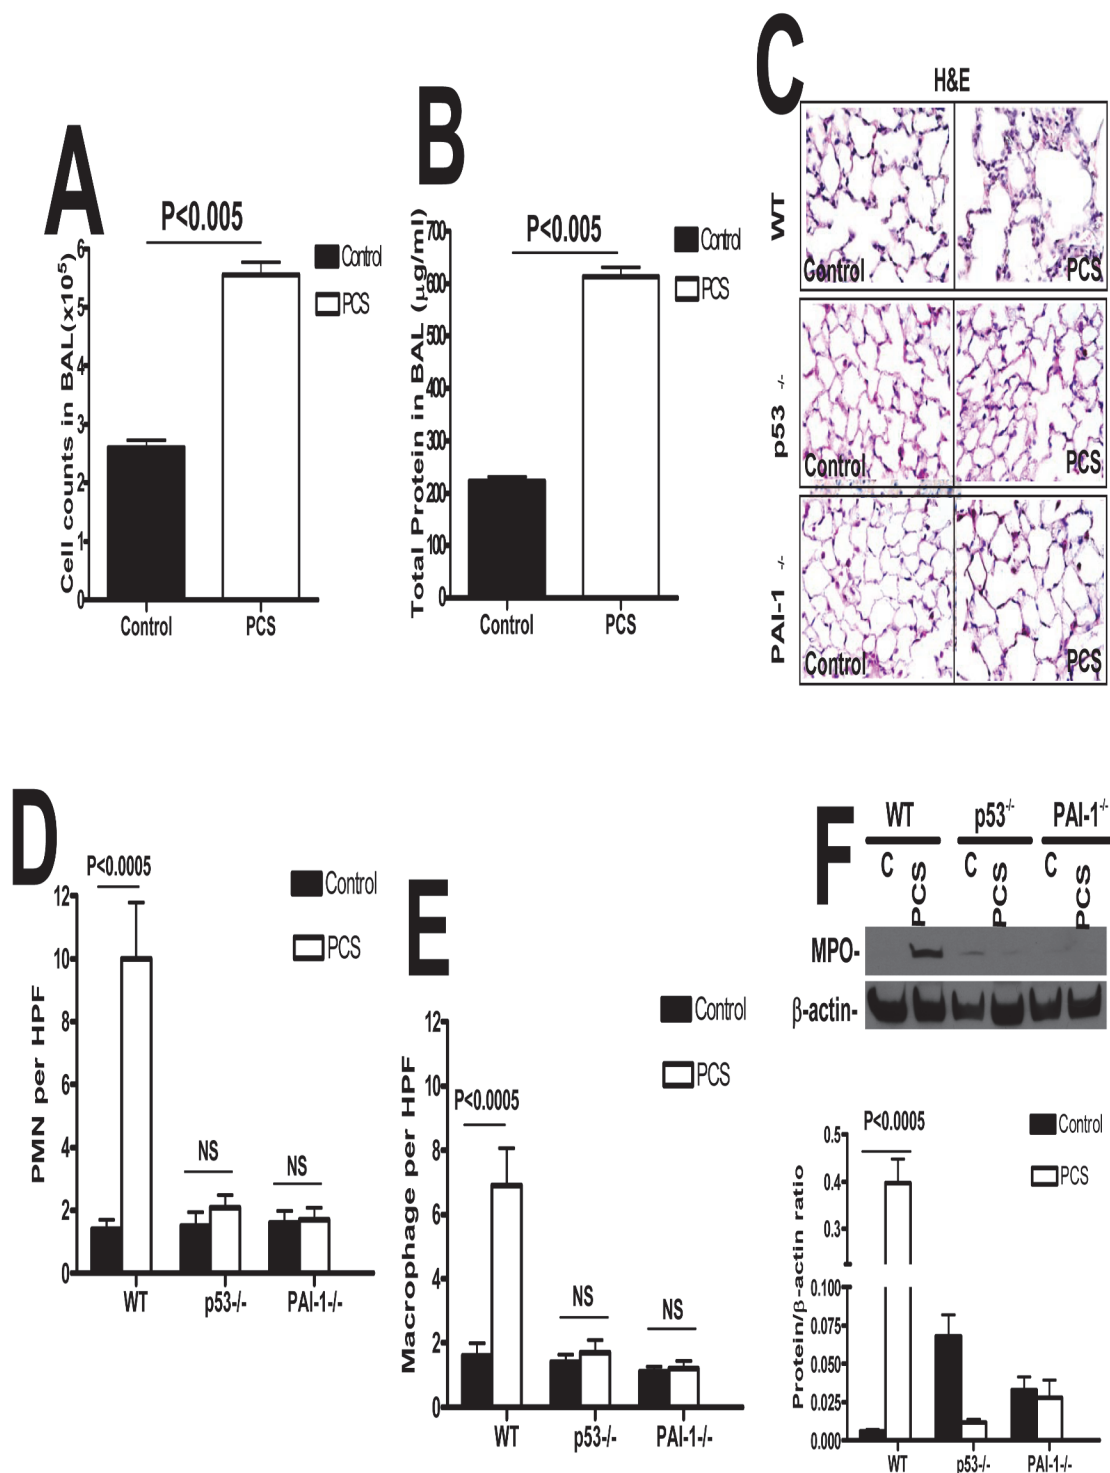 A
P<0.005
Control
PCS
Cell counts in BAL(x10⁵)
6
5
4
3
2
1
0
Control
PCS
B
P<0.005
Control
PCS
Total Protein in BAL (µg/ml)
700
600
500
400
300
200
100
0
Control
PCS
C
H&E
WT
Control
PCS
p53 -/-
Control
PCS
PAI-1 -/-
Control
PCS
D
P<0.0005
Control
PCS
PMN per HPF
12
10
8
6
4
2
0
NS
NS
WT
p53-/-
PAI-1-/-
E
Control
PCS
P<0.0005
Macrophage per HPF
12
10
8
6
4
2
0
NS
NS
WT
p53-/-
PAI-1-/-
F
WT
p53-/-
PAI-1-/-
C
PCS
C
PCS
C
PCS
MPO-
β-actin-
P<0.0005
Control
PCS
Protein/β-actin ratio
0.5
0.4
0.3
0.100
0.075
0.050
0.025
0.000
WT
p53-/-
PAI-1-/-